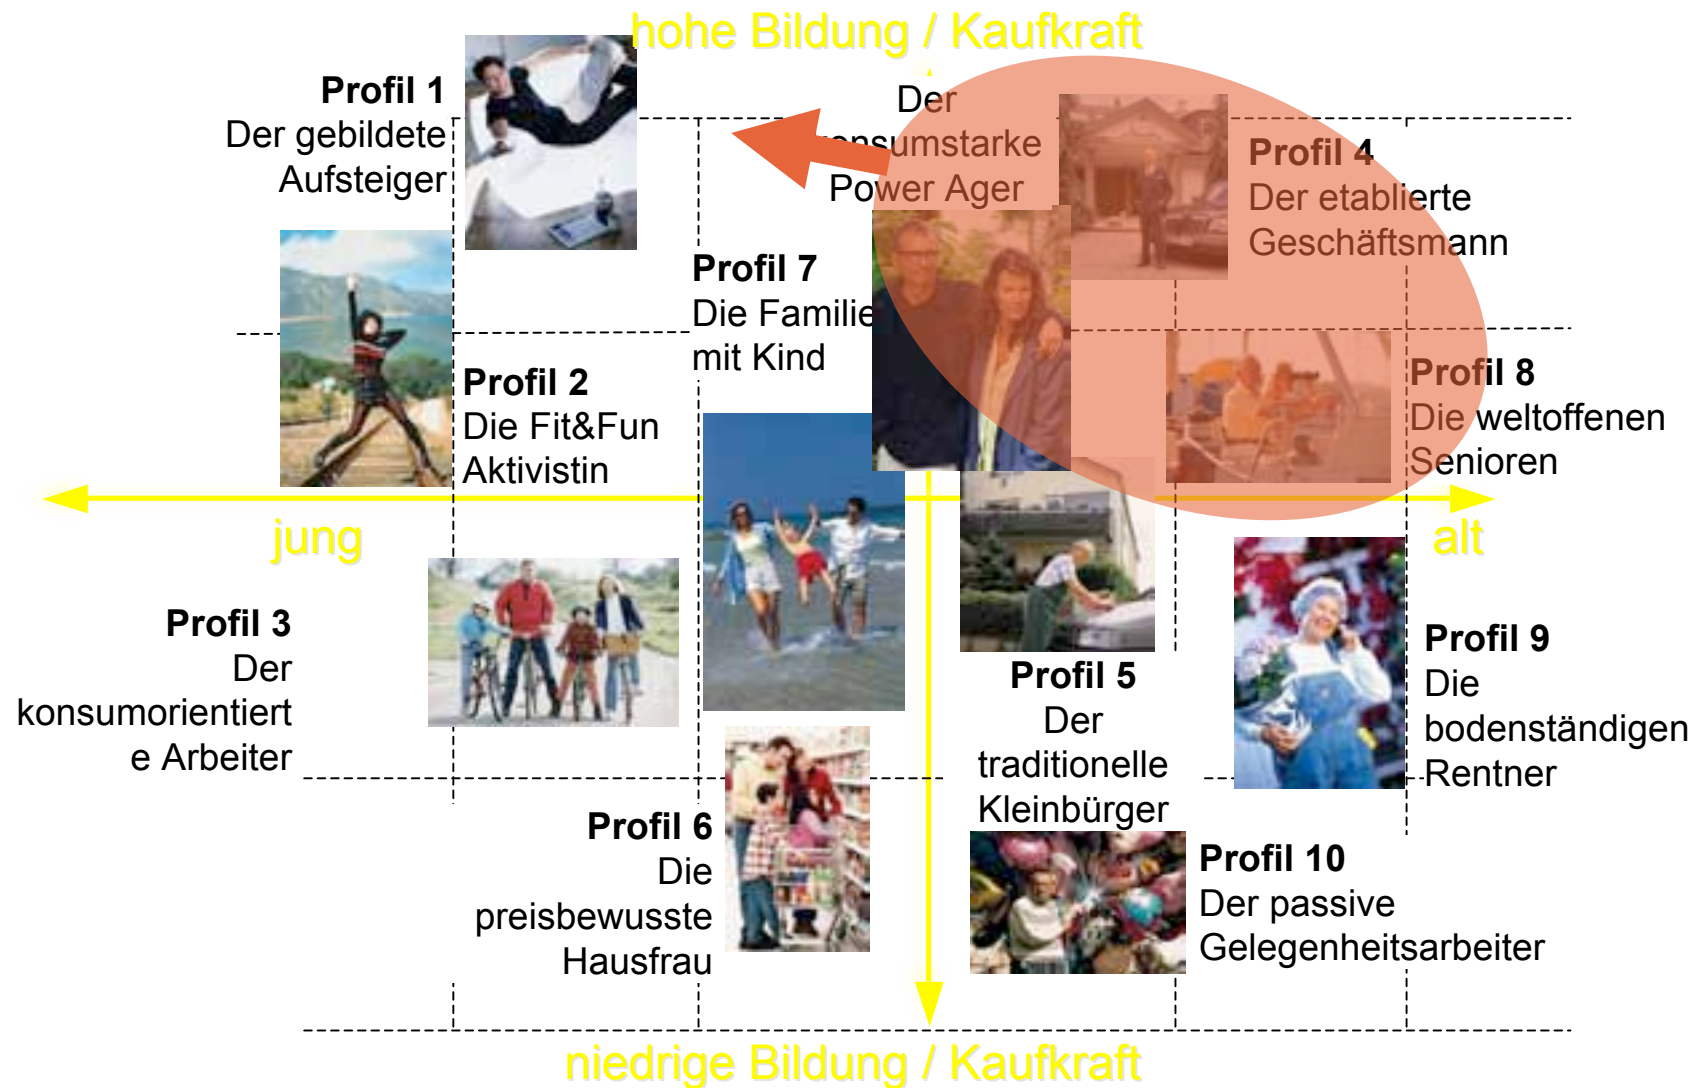 hohe Bildung / Kaufkraft
Profil 1
Der gebildete
Aufsteiger
Der
konsumstarke
Power Ager
Profil 4
Der etablierte
Geschäftsmann
Profil 7
Die Familie
mit Kind
Profil 2
Die Fit&Fun
Aktivistin
Profil 8
Die weltoffenen
Senioren
jung
alt
Profil 3
Der
konsumorientiert
e Arbeiter
Profil 5
Der
traditionelle
Kleinbürger
Profil 9
Die
bodenständigen
Rentner
Profil 6
Die
preisbewusste
Hausfrau
Profil 10
Der passive
Gelegenheitsarbeiter
niedrige Bildung / Kaufkraft